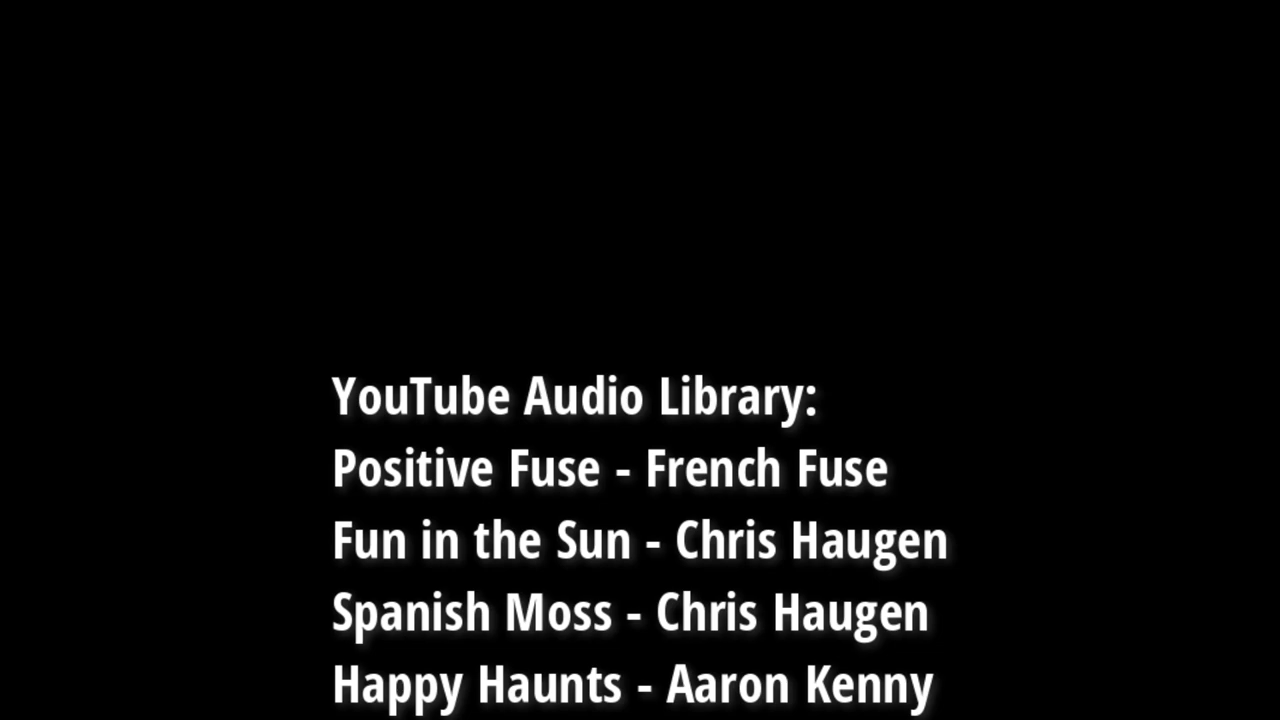 YouTube Audio Library:
Positive Fuse - French Fuse
Fun in the Sun - Chris Haugen
Spanish Moss - Chris Haugen
Happy Haunts - Aaron Kenny